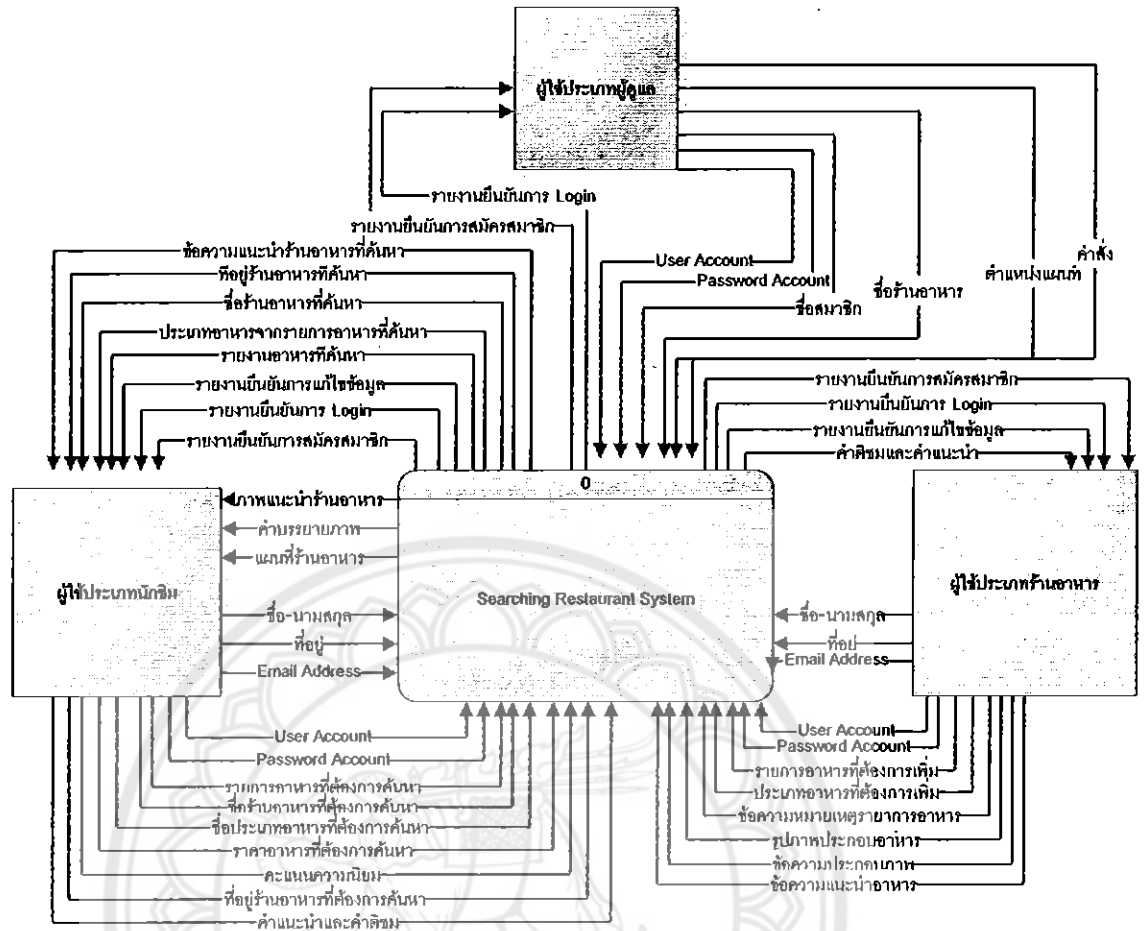 ผู้ใช้ประเภทผู้ดูแล
รายงานยืนยันการ Login
รายงานยืนยันการสมัครสมาชิก
User Account
Password Account
ชื่อสมาชิก
ชื่อร้านอาหาร
ตำแหน่งแผนที่
คำสั่ง
ข้อความแนะนำร้านอาหารที่ค้นหา
ที่อยู่ร้านอาหารที่ค้นหา
ชื่อร้านอาหารที่ค้นหา
ประเภทอาหารจากรายการอาหารที่ค้นหา
รายงานอาหารที่ค้นหา
รายงานยืนยันการแก้ไขข้อมูล
รายงานยืนยันการ Login
รายงานยืนยันการสมัครสมาชิก
รายงานยืนยันการสมัครสมาชิก
รายงานยืนยันการ Login
รายงานยืนยันการแก้ไขข้อมูล
คำติชมและคำแนะนำ
ผู้ใช้ประเภทนักชิม
ภาพแนะนำร้านอาหาร
คำบรรยายภาพ
แผนที่ร้านอาหาร
ชื่อ-นามสกุล
ที่อยู่
Email Address
0
Searching Restaurant System
ชื่อ-นามสกุล
ที่อยู่
Email Address
ผู้ใช้ประเภทร้านอาหาร
User Account
Password Account
รายการอาหารที่ต้องการค้นหา
ชื่อร้านอาหารที่ต้องการค้นหา
ชื่อประเภทอาหารที่ต้องการค้นหา
ราคาอาหารที่ต้องการค้นหา
คะแนนความนิยม
ที่อยู่ร้านอาหารที่ต้องการค้นหา
คำแนะนำและคำติชม
User Account
Password Account
รายการอาหารที่ต้องการเพิ่ม
ประเภทอาหารที่ต้องการเพิ่ม
ข้อความหมายเหตุรายาการอาหาร
รูปภาพประกอบอาหาร
ข้อความประกอบภาพ
ข้อความแนะนำอาหาร